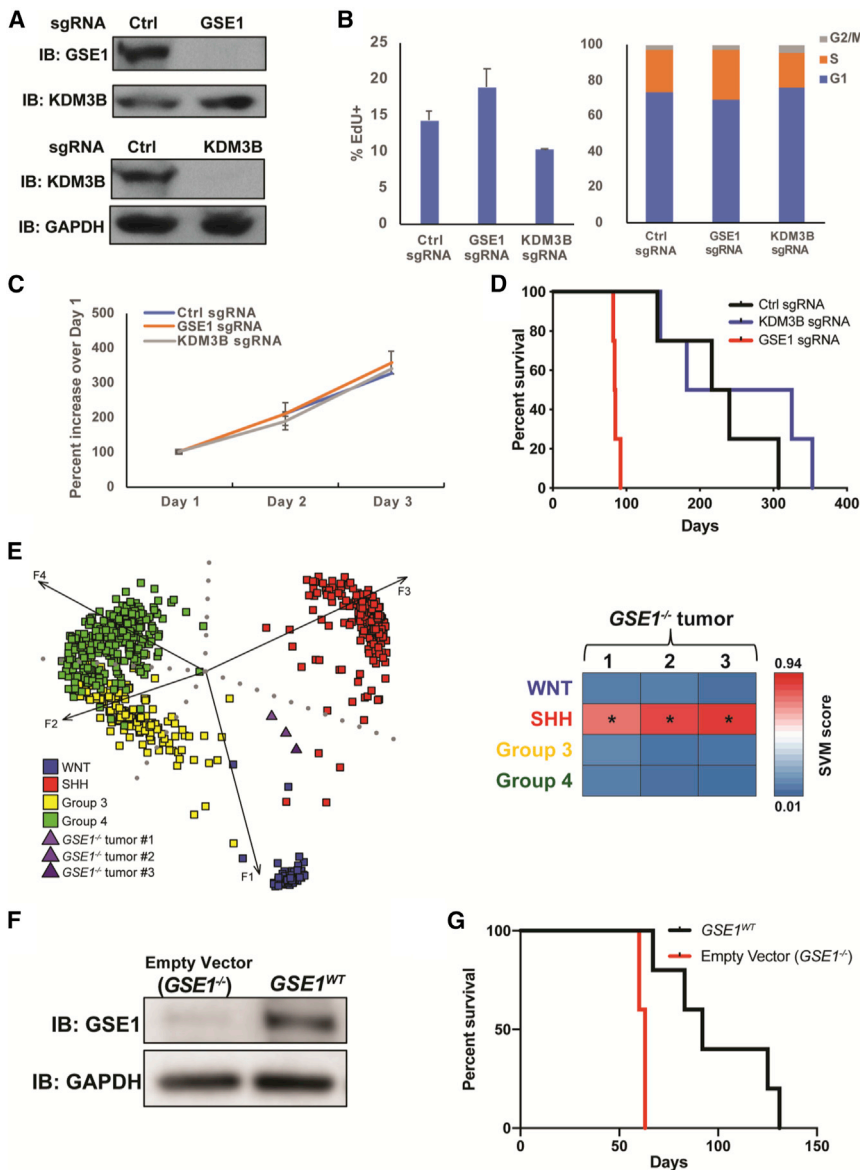 A
sgRNA Ctrl GSE1
IB: GSE1
IB: KDM3B
sgRNA Ctrl KDM3B
IB: KDM3B
IB: GAPDH
B
% EdU+
25
20
15
10
5
0
Ctrl sgRNA
GSE1 sgRNA
KDM3B sgRNA
100
80
60
40
20
0
Ctrl sgRNA
GSE1 sgRNA
KDM3B sgRNA
G2/M
S
G1
C
Percent increase over Day 1
500
400
300
200
100
0
Ctrl sgRNA
GSE1 sgRNA
KDM3B sgRNA
Day 1 Day 2 Day 3
D
Percent survival
100
80
60
40
20
0
Ctrl sgRNA
KDM3B sgRNA
GSE1 sgRNA
0 100 200 300 400
Days
E
F4
F3
F2
F1
WNT
SHH
Group 3
Group 4
GSE1-/- tumor #1
GSE1-/- tumor #2
GSE1-/- tumor #3
GSE1-/- tumor
1 2 3
WNT
SHH * * *
Group 3
Group 4
0.94
SVM score
0.01
F
Empty Vector
(GSE1-/-) GSE1WT
IB: GSE1
IB: GAPDH
G
Percent survival
100
50
0
GSE1WT
Empty Vector (GSE1-/-)
0 50 100 150
Days